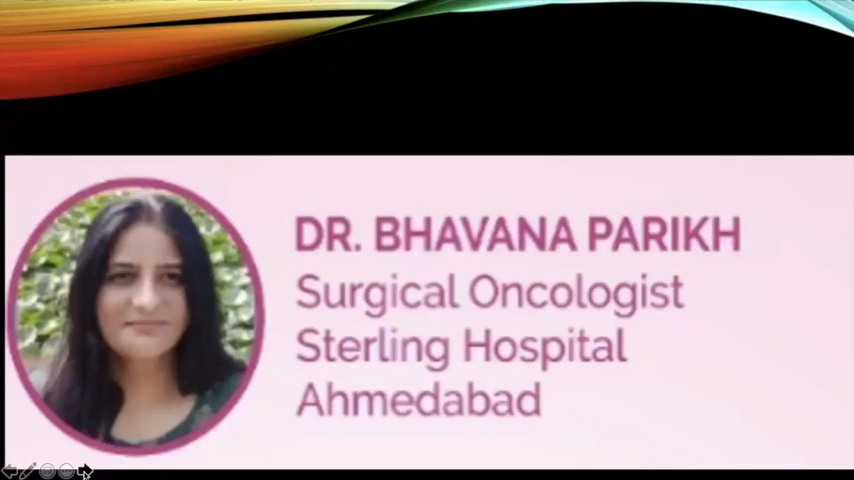 DR. BHAVANA PARIKH
Surgical Oncologist
Sterling Hospital
Ahmedabad